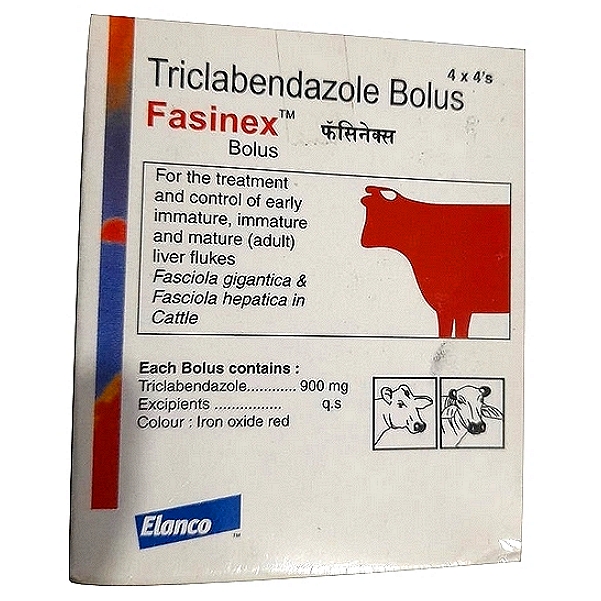 4 x 4's
Triclabendazole Bolus
Fasinex™ फॅसिनेक्स
Bolus
For the treatment
and control of early
immature, immature
and mature (adult)
liver flukes
Fasciola gigantica &
Fasciola hepatica in
Cattle
Each Bolus contains :
Triclabendazole............ 900 mg
Excipients ................ q.s
Colour : Iron oxide red
Elanco™